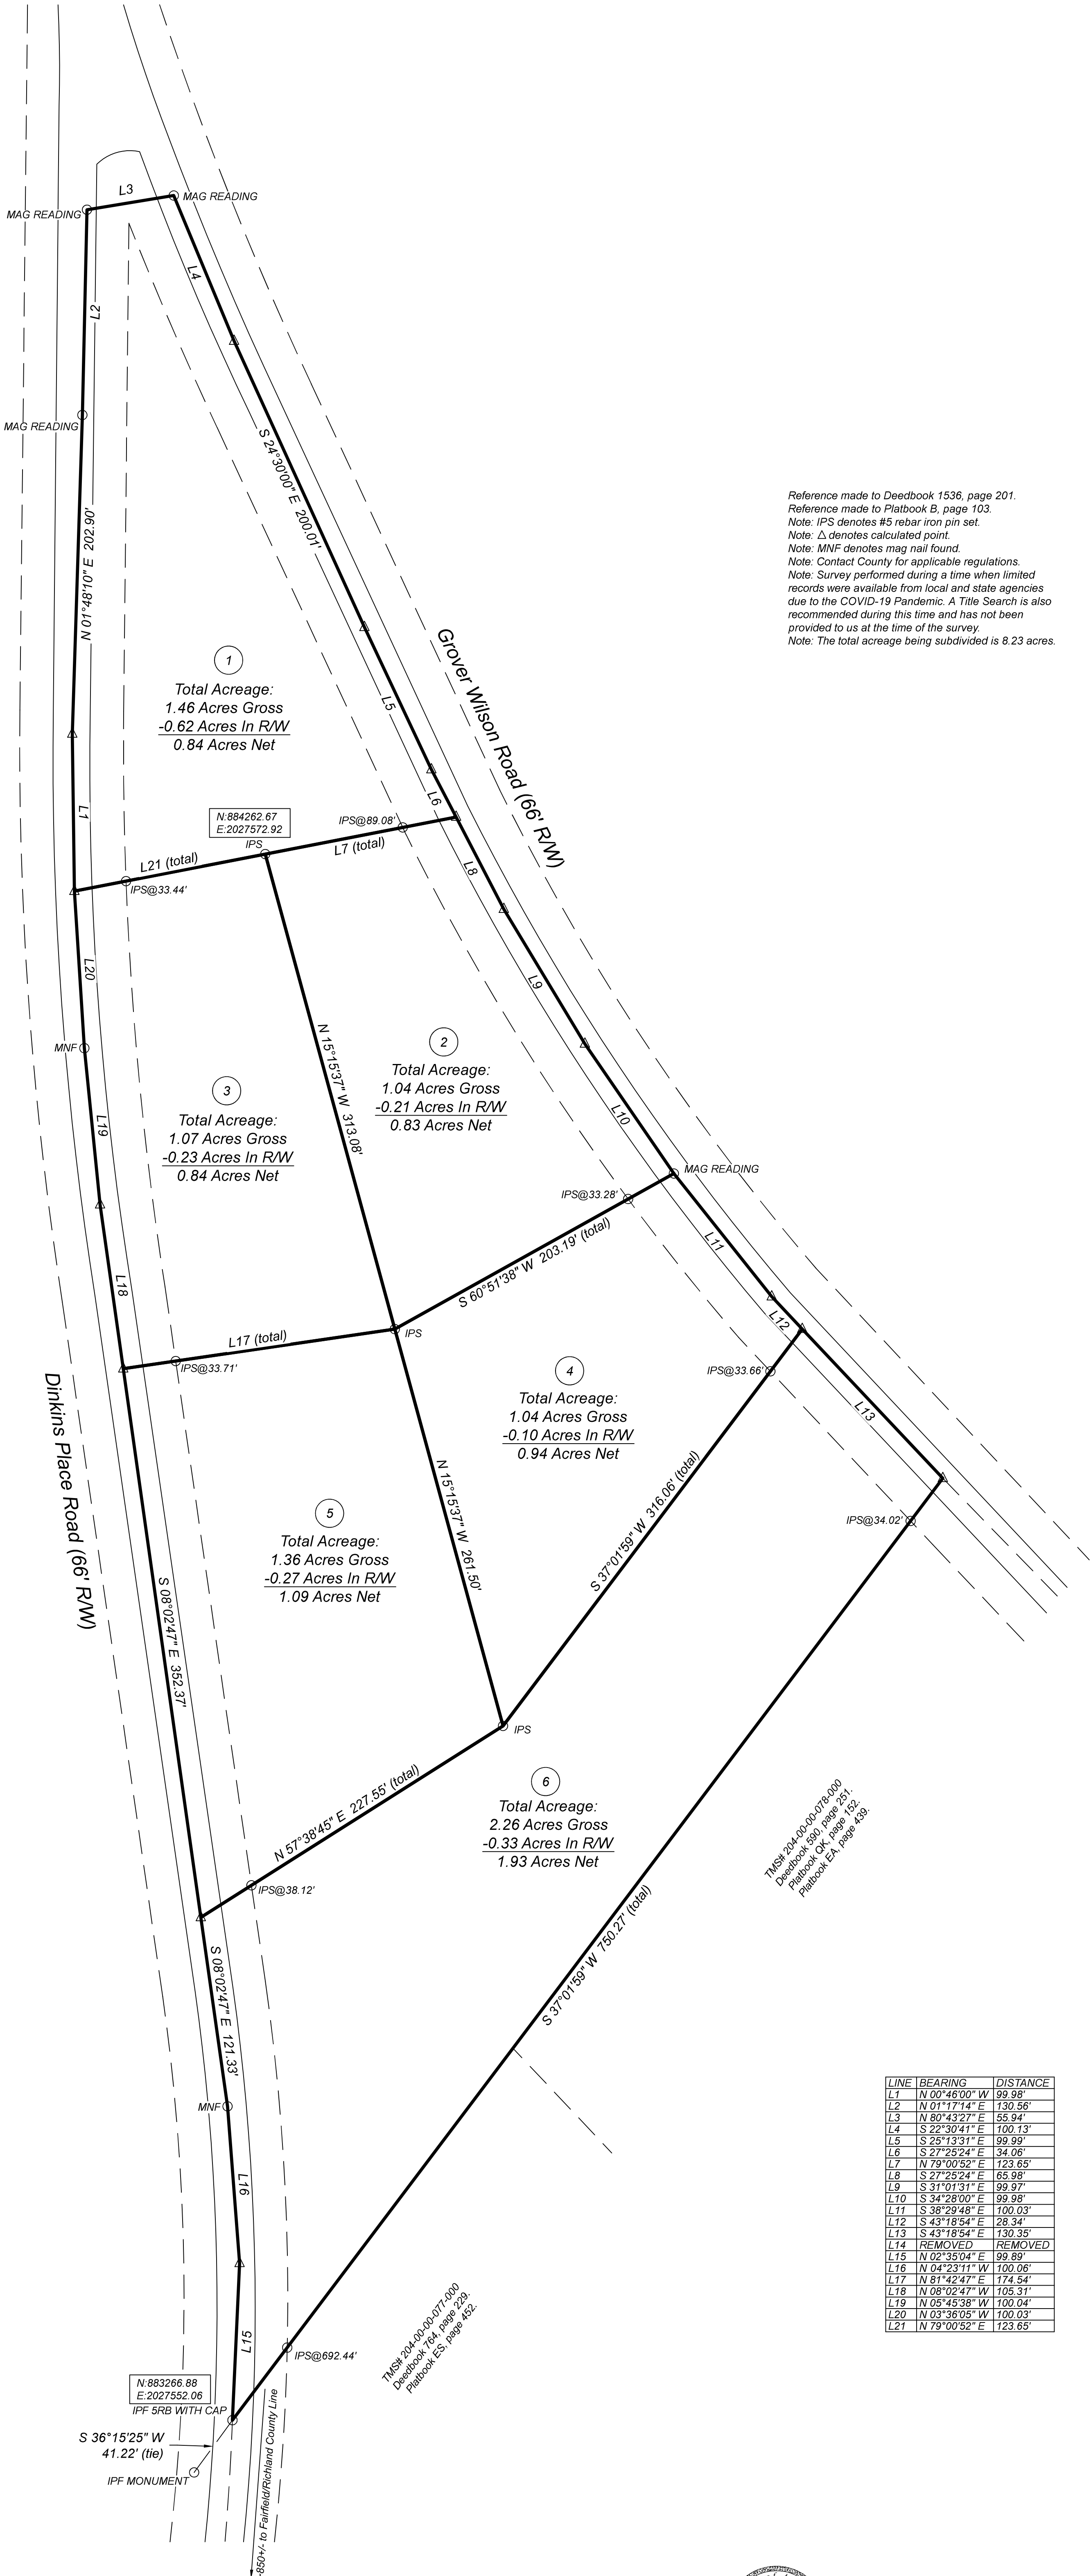 L3
MAG READING
MAG READING
L4
L2
MAG READING
S 24°30'00" E 200.01'
N 01°48'10" E 202.90'
Reference made to Deedbook 1536, page 201.
Reference made to Platbook B, page 103.
Note: IPS denotes #5 rebar iron pin set.
Note: △ denotes calculated point.
Note: MNF denotes mag nail found.
Note: Contact County for applicable regulations.
Note: Survey performed during a time when limited
records were available from local and state agencies
due to the COVID-19 Pandemic. A Title Search is also
recommended during this time and has not been
provided to us at the time of the survey.
Note: The total acreage being subdivided is 8.23 acres.
Grover Wilson Road (66' R/W)
1
Total Acreage:
1.46 Acres Gross
-0.62 Acres In R/W
0.84 Acres Net
L5
L6
L1
N:884262.67
E:2027572.92
IPS
IPS@89.08'
L7 (total)
L21 (total)
IPS@33.44'
L8
L20
L9
MNF
N 15°15'37" W 313.08'
2
Total Acreage:
1.04 Acres Gross
-0.21 Acres In R/W
0.83 Acres Net
3
Total Acreage:
1.07 Acres Gross
-0.23 Acres In R/W
0.84 Acres Net
L19
L10
MAG READING
IPS@33.28'
S 60°51'38" W 203.19' (total)
L11
L18
L12
L17 (total)
IPS
IPS@33.71'
IPS@33.66'
4
Total Acreage:
1.04 Acres Gross
-0.10 Acres In R/W
0.94 Acres Net
L13
Dinkins Place Road (66' R/W)
N 15°15'37" W 261.50'
S 37°01'59" W 316.06' (total)
IPS@34.02'
5
Total Acreage:
1.36 Acres Gross
-0.27 Acres In R/W
1.09 Acres Net
S 08°02'47" E 352.37'
IPS
N 57°38'45" E 227.55' (total)
IPS@38.12'
6
Total Acreage:
2.26 Acres Gross
-0.33 Acres In R/W
1.93 Acres Net
TMS# 204-00-00-078-000
Deedbook 590, page 251.
Platbook QK, page 152.
Platbook EA, page 439.
S 37°01'59" W 750.27' (total)
S 08°02'47" E 121.33'
MNF
L16
LINE BEARING DISTANCE
L1 N 00°46'00" W 99.98'
L2 N 01°17'14" E 130.56'
L3 N 80°43'27" E 55.94'
L4 S 22°30'41" E 100.13'
L5 S 25°13'31" E 99.99'
L6 S 27°25'24" E 34.06'
L7 N 79°00'52" E 123.65'
L8 S 27°25'24" E 65.98'
L9 S 31°01'31" E 99.97'
L10 S 34°28'00" E 99.98'
L11 S 38°29'48" E 100.03'
L12 S 43°18'54" E 28.34'
L13 S 43°18'54" E 130.35'
L14 REMOVED REMOVED
L15 N 02°35'04" E 99.89'
L16 N 04°23'11" W 100.06'
L17 N 81°42'47" E 174.54'
L18 N 08°02'47" W 105.31'
L19 N 05°45'38" W 100.04'
L20 N 03°36'05" W 100.03'
L21 N 79°00'52" E 123.65'
L15
IPS@692.44'
TMS# 204-00-00-077-000
Deedbook 764, page 229.
Platbook ES, page 452.
N:883266.88
E:2027552.06
IPF 5RB WITH CAP
S 36°15'25" W
41.22' (tie)
IPF MONUMENT
850+/- to Fairfield/Richland County Line